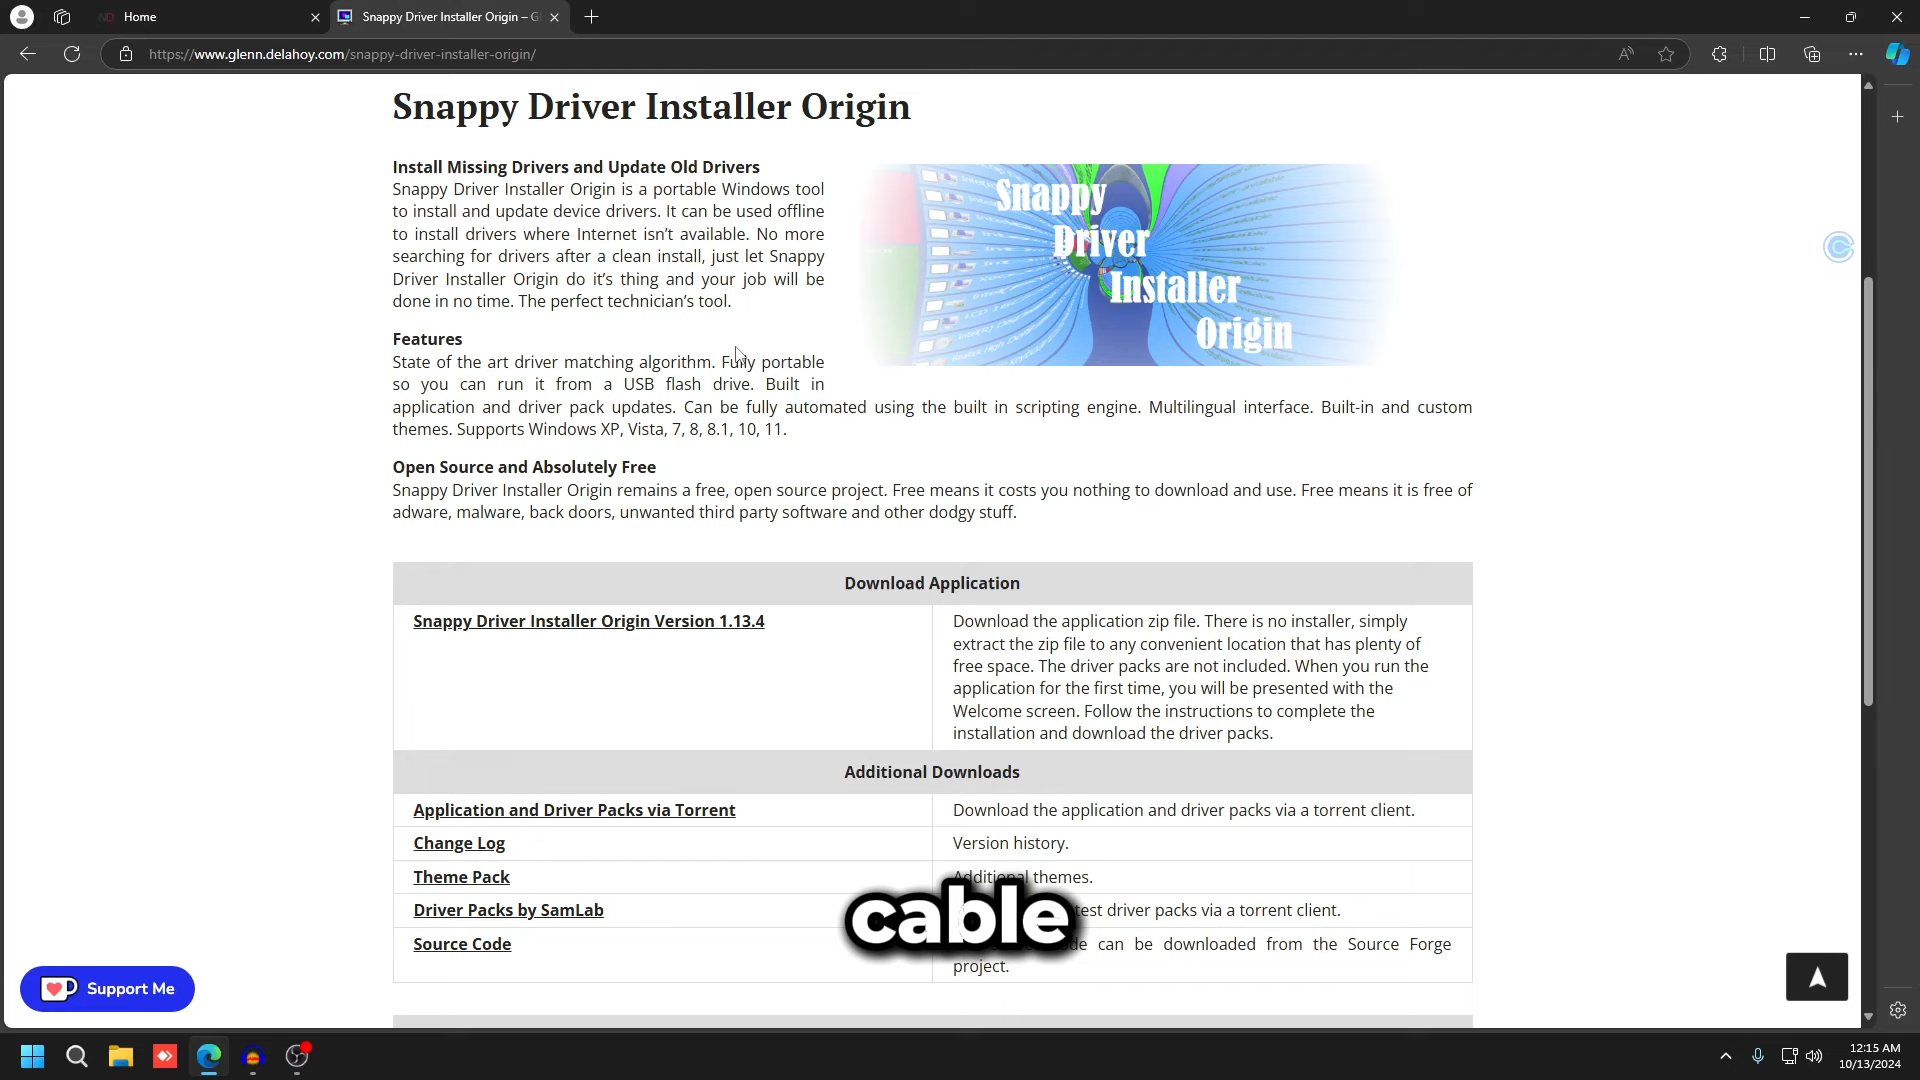 Home
Snappy Driver Installer Origin – G
https://www.glenn.delahoy.com/snappy-driver-installer-origin/
Snappy Driver Installer Origin
Install Missing Drivers and Update Old Drivers
Snappy Driver Installer Origin is a portable Windows tool
to install and update device drivers. It can be used offline
to install drivers where Internet isn't available. No more
searching for drivers after a clean install, just let Snappy
Driver Installer Origin do it's thing and your job will be
done in no time. The perfect technician's tool.
Snappy
Driver
Installer
Origin
Features
State of the art driver matching algorithm. Fully portable
so you can run it from a USB flash drive. Built in
application and driver pack updates. Can be fully automated using the built in scripting engine. Multilingual interface. Built-in and custom
themes. Supports Windows XP, Vista, 7, 8, 8.1, 10, 11.
Open Source and Absolutely Free
Snappy Driver Installer Origin remains a free, open source project. Free means it costs you nothing to download and use. Free means it is free of
adware, malware, back doors, unwanted third party software and other dodgy stuff.
Download Application
Snappy Driver Installer Origin Version 1.13.4
Download the application zip file. There is no installer, simply
extract the zip file to any convenient location that has plenty of
free space. The driver packs are not included. When you run the
application for the first time, you will be presented with the
Welcome screen. Follow the instructions to complete the
installation and download the driver packs.
Additional Downloads
Application and Driver Packs via Torrent
Download the application and driver packs via a torrent client.
Change Log
Version history.
Theme Pack
Additional themes.
Driver Packs by SamLab
driver packs via a torrent client.
Source Code
can be downloaded from the Source Forge
project.
cable
Support Me
12:15 AM
10/13/2024